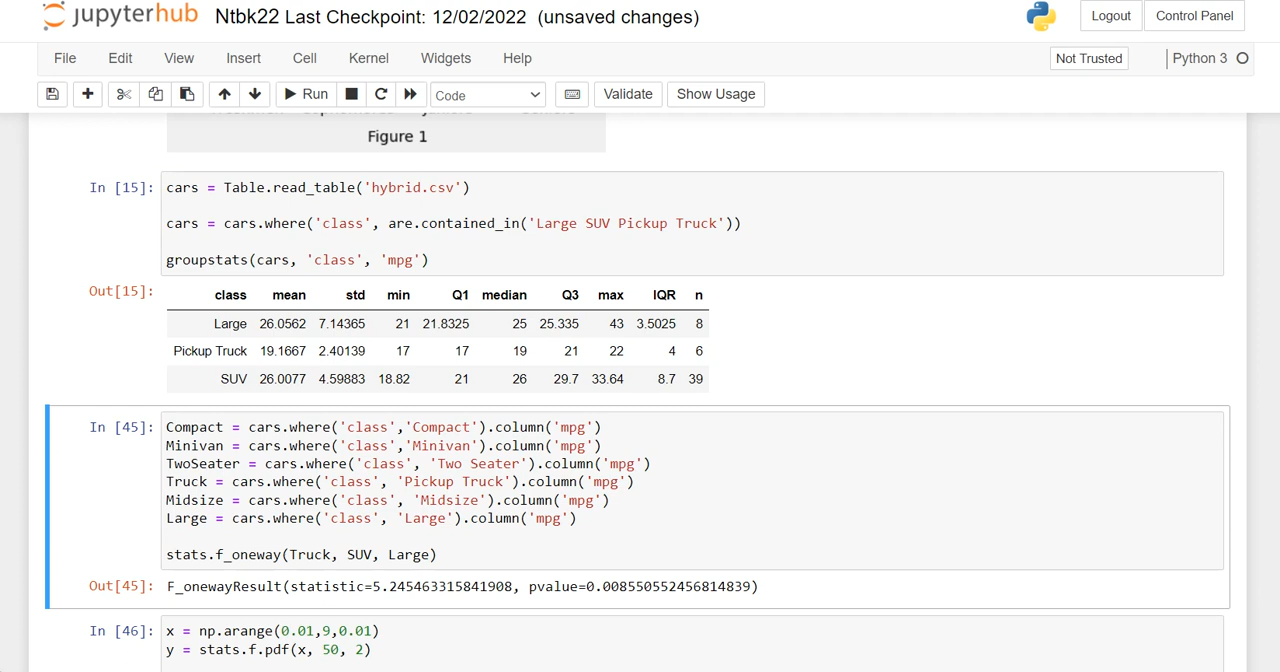 jupyterhub Ntbk22 Last Checkpoint: 12/02/2022 (unsaved changes) Logout Control Panel
File Edit View Insert Cell Kernel Widgets Help Not Trusted Python 3
Run Code Validate Show Usage
Figure 1
In [15]: cars = Table.read_table('hybrid.csv')
cars = cars.where('class', are.contained_in('Large SUV Pickup Truck'))
groupstats(cars, 'class', 'mpg')
Out[15]: class mean std min Q1 median Q3 max IQR n
Large 26.0562 7.14365 21 21.8325 25 25.335 43 3.5025 8
Pickup Truck 19.1667 2.40139 17 17 19 21 22 4 6
SUV 26.0077 4.59883 18.82 21 26 29.7 33.64 8.7 39
In [45]: Compact = cars.where('class','Compact').column('mpg')
Minivan = cars.where('class','Minivan').column('mpg')
TwoSeater = cars.where('class', 'Two Seater').column('mpg')
Truck = cars.where('class', 'Pickup Truck').column('mpg')
Midsize = cars.where('class', 'Midsize').column('mpg')
Large = cars.where('class', 'Large').column('mpg')
stats.f_oneway(Truck, SUV, Large)
Out[45]: F_onewayResult(statistic=5.245463315841908, pvalue=0.008550552456814839)
In [46]: x = np.arange(0.01,9,0.01)
y = stats.f.pdf(x, 50, 2)